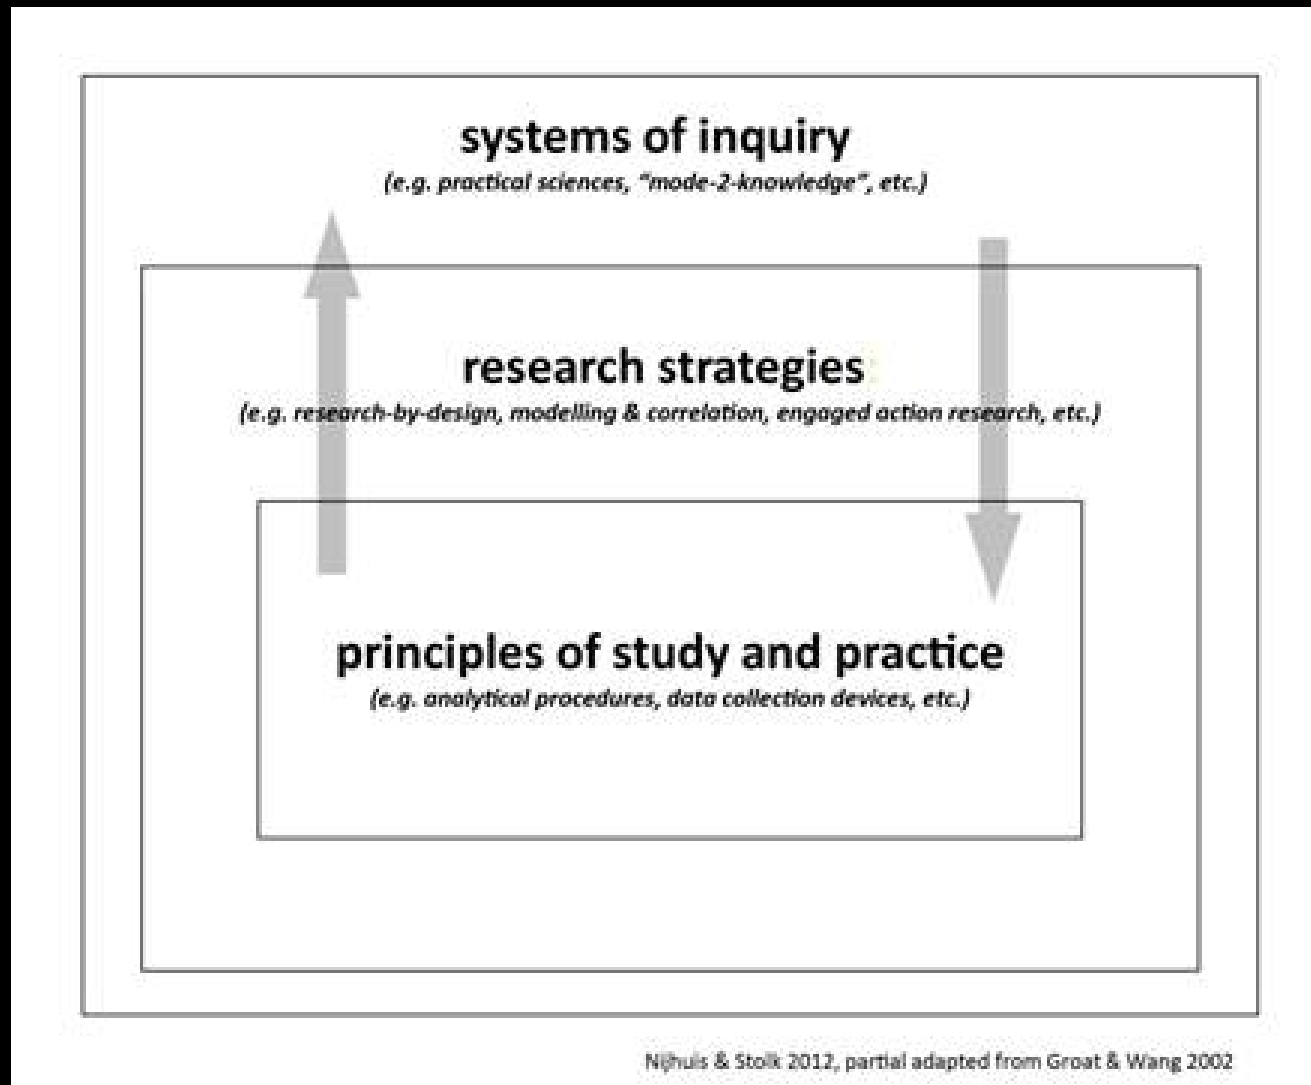 systems of inquiry
(e.g. practical sciences, “mode-2-knowledge”, etc.)
research strategies
(e.g. research-by-design, modelling & correlation, engaged action research, etc.)
principles of study and practice
(e.g. analytical procedures, data collection devices, etc.)
Nijhuis & Stolk 2012, partial adapted from Groat & Wang 2002